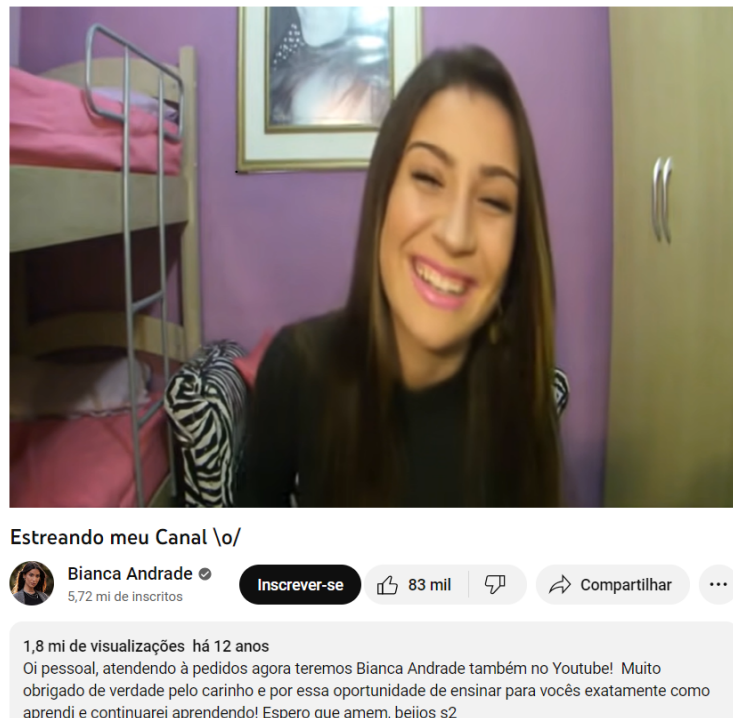 Estreando meu Canal \o/
Bianca Andrade
5,72 mi de inscritos
Inscrever-se
83 mil
Compartilhar
1,8 mi de visualizações há 12 anos
Oi pessoal, atendendo à pedidos agora teremos Bianca Andrade também no Youtube! Muito
obrigado de verdade pelo carinho e por essa oportunidade de ensinar para vocês exatamente como
aprendi e continuarei aprendendo! Espero que amem, beijos s2